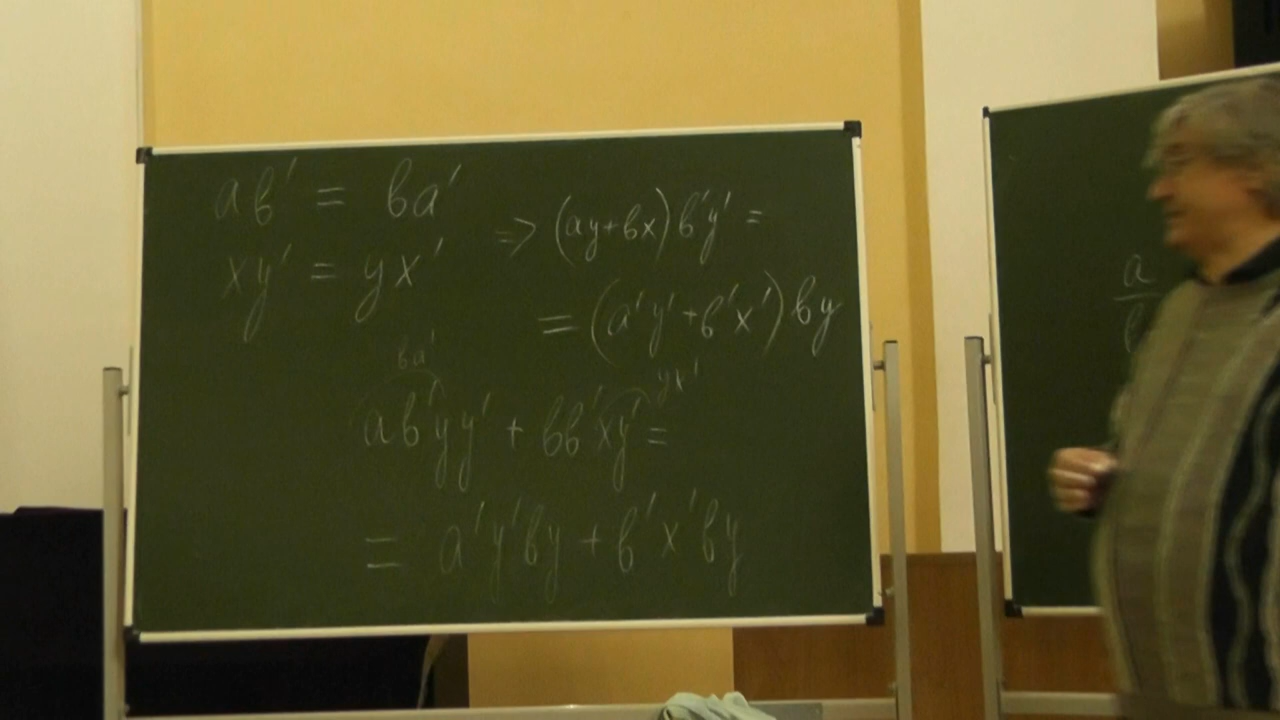 ab' = ba'
xy' = yx'
=> (ay+bx) b'y' =
= (a'y' + b'x') by
ba'
yx'
ab'yy' + bb'xy' =
= a'y'by + b'x'by
a